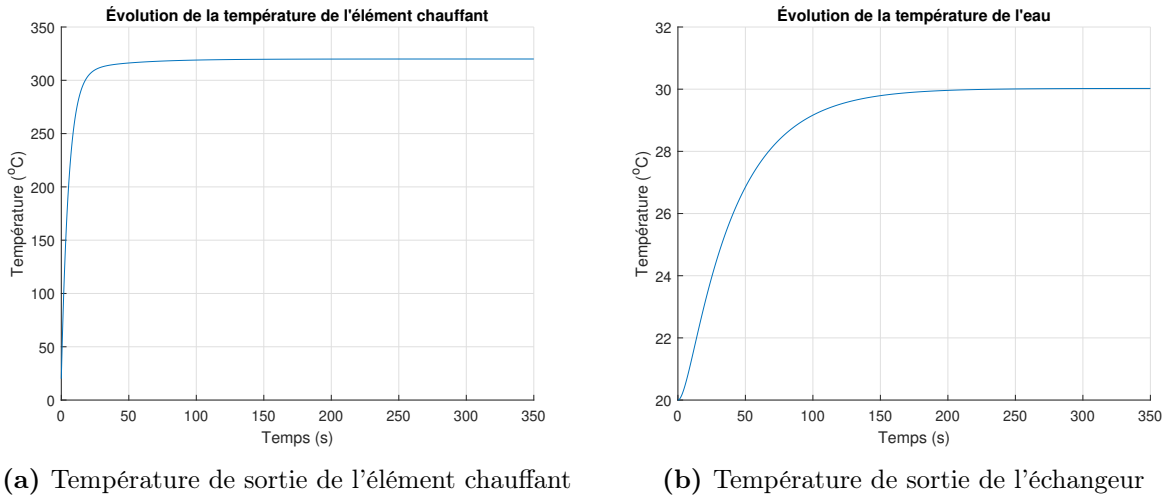 Évolution de la température de l'élément chauffant
350
300
250
200
150
100
50
0
Température (°C)
0 50 100 150 200 250 300 350
Temps (s)
(a) Température de sortie de l'élément chauffant
Évolution de la température de l'eau
32
30
28
26
24
22
20
Température (°C)
0 50 100 150 200 250 300 350
Temps (s)
(b) Température de sortie de l'échangeur